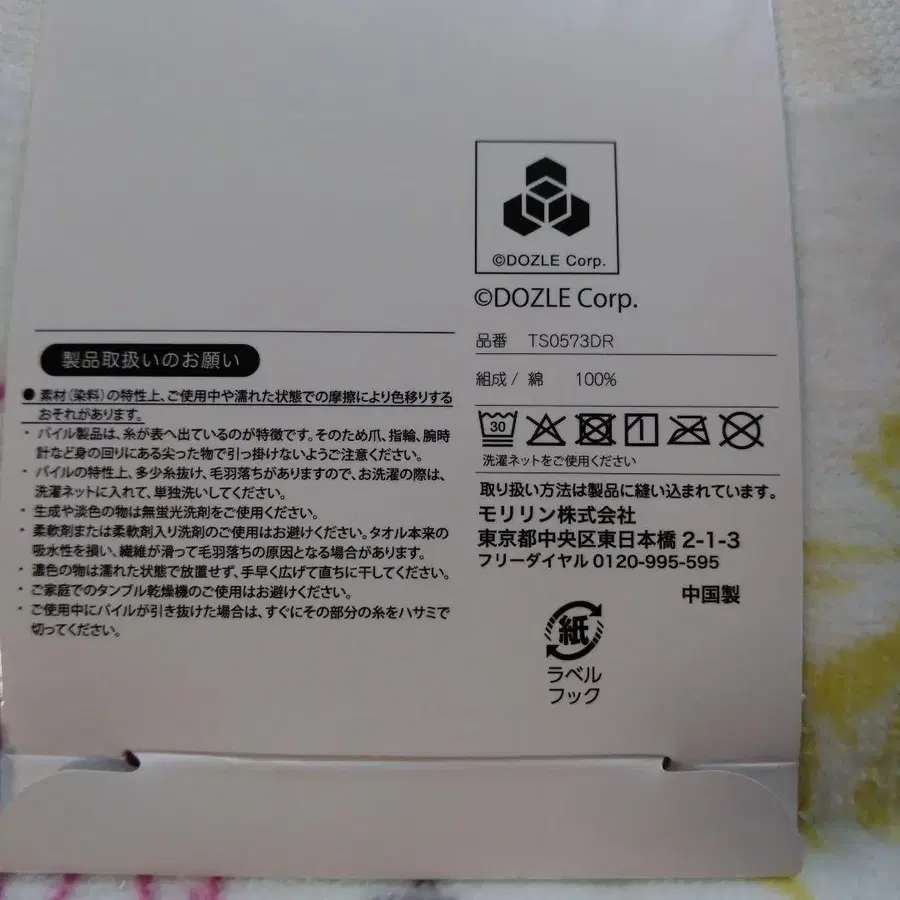 ©DOZLE Corp.
©DOZLE Corp.
品番 TS0573DR
組成 / 綿 100%
30
洗濯ネットをご使用ください
取り扱い方法は製品に縫い込まれています。
モリリン株式会社
東京都中央区東日本橋 2-1-3
フリーダイヤル 0120-995-595
中国製
紙
ラベル
フック
製品取扱いのお願い
● 素材(染料)の特性上、ご使用中や濡れた状態での摩擦により色移りする
おそれがあります。
・パイル製品は、糸が表へ出ているのが特徴です。そのため爪、指輪、腕時
計など身の回りにある尖った物で引っ掛けないようご注意ください。
・パイルの特性上、多少糸抜け、毛羽落ちがありますので、お洗濯の際は、
洗濯ネットに入れて、単独洗いしてください。
・生成や淡色の物は無蛍光洗剤をご使用ください。
・柔軟剤または柔軟剤入り洗剤のご使用はお避けください。タオル本来の
吸水性を損い、繊維が滑って毛羽落ちの原因となる場合があります。
・濃色の物は濡れた状態で放置せず、手早く広げて直ちに干してください。
・ご家庭でのタンブル乾燥機のご使用はお避けください。
・ご使用中にパイルが引き抜けた場合は、すぐにその部分の糸をハサミで
切ってください。